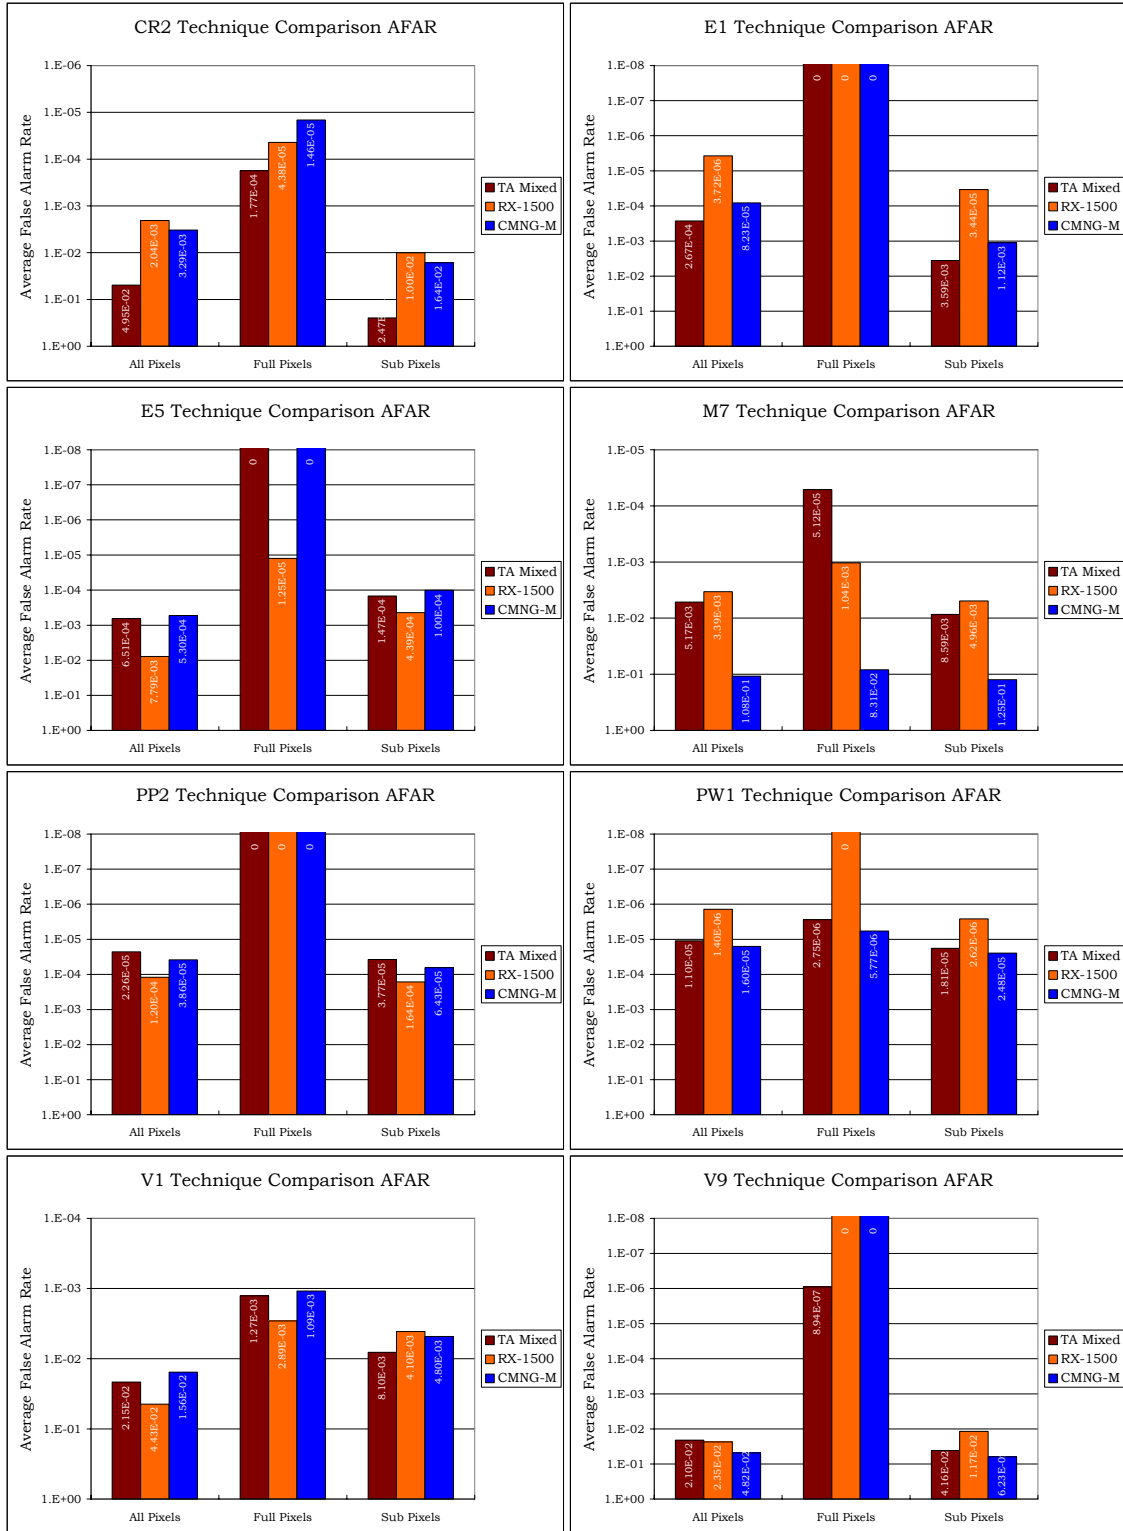 CR2 Technique Comparison AFAR
Average False Alarm Rate
1.E-06
1.E-05
1.E-04
1.E-03
1.E-02
1.E-01
1.E+00
4.95E-02
2.04E-03
3.29E-03
1.77E-04
4.38E-05
1.46E-05
2.47E
1.00E-02
1.64E-02
All Pixels
Full Pixels
Sub Pixels
TA Mixed
RX-1500
CMNG-M
E1 Technique Comparison AFAR
Average False Alarm Rate
1.E-08
1.E-07
1.E-06
1.E-05
1.E-04
1.E-03
1.E-02
1.E-01
1.E+00
2.67E-04
3.72E-06
8.23E-05
0
0
0
3.59E-03
3.44E-05
1.12E-03
All Pixels
Full Pixels
Sub Pixels
TA Mixed
RX-1500
CMNG-M
E5 Technique Comparison AFAR
Average False Alarm Rate
1.E-08
1.E-07
1.E-06
1.E-05
1.E-04
1.E-03
1.E-02
1.E-01
1.E+00
6.51E-04
7.79E-03
5.30E-04
0
1.25E-05
0
1.47E-04
4.39E-04
1.00E-04
All Pixels
Full Pixels
Sub Pixels
TA Mixed
RX-1500
CMNG-M
M7 Technique Comparison AFAR
Average False Alarm Rate
1.E-05
1.E-04
1.E-03
1.E-02
1.E-01
1.E+00
5.17E-03
3.39E-03
1.08E-01
5.12E-05
1.04E-03
8.31E-02
8.59E-03
4.96E-03
1.25E-01
All Pixels
Full Pixels
Sub Pixels
TA Mixed
RX-1500
CMNG-M
PP2 Technique Comparison AFAR
Average False Alarm Rate
1.E-08
1.E-07
1.E-06
1.E-05
1.E-04
1.E-03
1.E-02
1.E-01
1.E+00
2.26E-05
1.20E-04
3.86E-05
0
0
0
3.77E-05
1.64E-04
6.43E-05
All Pixels
Full Pixels
Sub Pixels
TA Mixed
RX-1500
CMNG-M
PW1 Technique Comparison AFAR
Average False Alarm Rate
1.E-08
1.E-07
1.E-06
1.E-05
1.E-04
1.E-03
1.E-02
1.E-01
1.E+00
1.10E-05
1.40E-06
1.60E-05
2.75E-06
0
5.77E-06
1.81E-05
2.62E-06
2.48E-05
All Pixels
Full Pixels
Sub Pixels
TA Mixed
RX-1500
CMNG-M
V1 Technique Comparison AFAR
Average False Alarm Rate
1.E-04
1.E-03
1.E-02
1.E-01
1.E+00
2.15E-02
4.43E-02
1.56E-02
1.27E-03
2.89E-03
1.09E-03
8.10E-03
4.10E-03
4.80E-03
All Pixels
Full Pixels
Sub Pixels
TA Mixed
RX-1500
CMNG-M
V9 Technique Comparison AFAR
Average False Alarm Rate
1.E-08
1.E-07
1.E-06
1.E-05
1.E-04
1.E-03
1.E-02
1.E-01
1.E+00
2.10E-02
2.35E-02
4.82E-02
8.94E-07
0
0
4.16E-02
1.17E-02
6.23E-0
All Pixels
Full Pixels
Sub Pixels
TA Mixed
RX-1500
CMNG-M